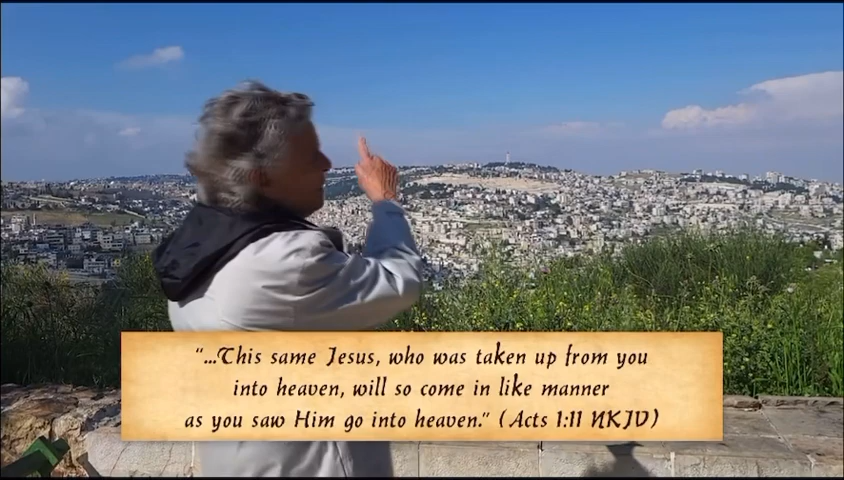 "...This same Jesus, who was taken up from you
into heaven, will so come in like manner
as you saw Him go into heaven." (Acts 1:11 NKJV)